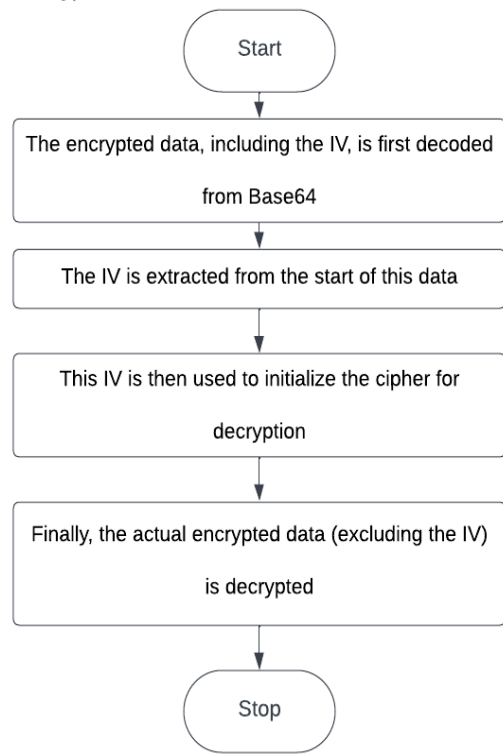 Start
The encrypted data, including the IV, is first decoded
from Base64
The IV is extracted from the start of this data
This IV is then used to initialize the cipher for
decryption
Finally, the actual encrypted data (excluding the IV)
is decrypted
Stop